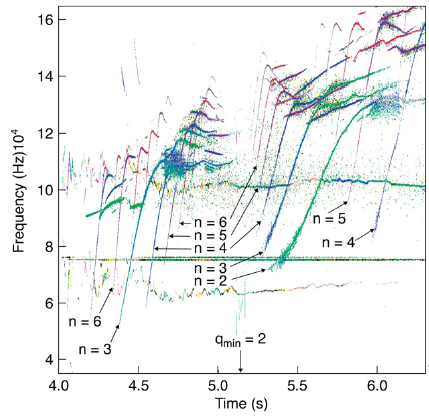 16
14
12
10
8
6
4
Frequency (Hz)10⁴
n = 6
n = 5
n = 4
n = 3
n = 2
n = 5
n = 4
n = 6
n = 3
qmin = 2
4.0 4.5 5.0 5.5 6.0
Time (s)